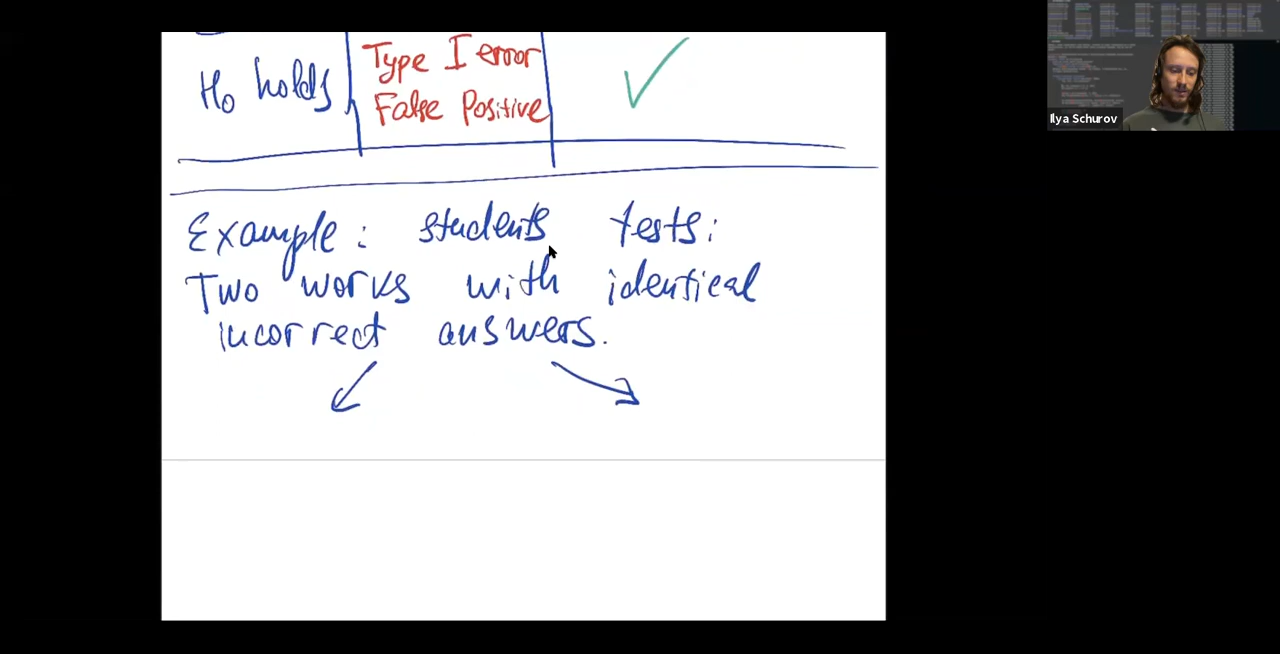 Type I error
H₀ holds
False Positive
Ilya Schurov
Example: students tests:
Two works with identical
incorrect answers.